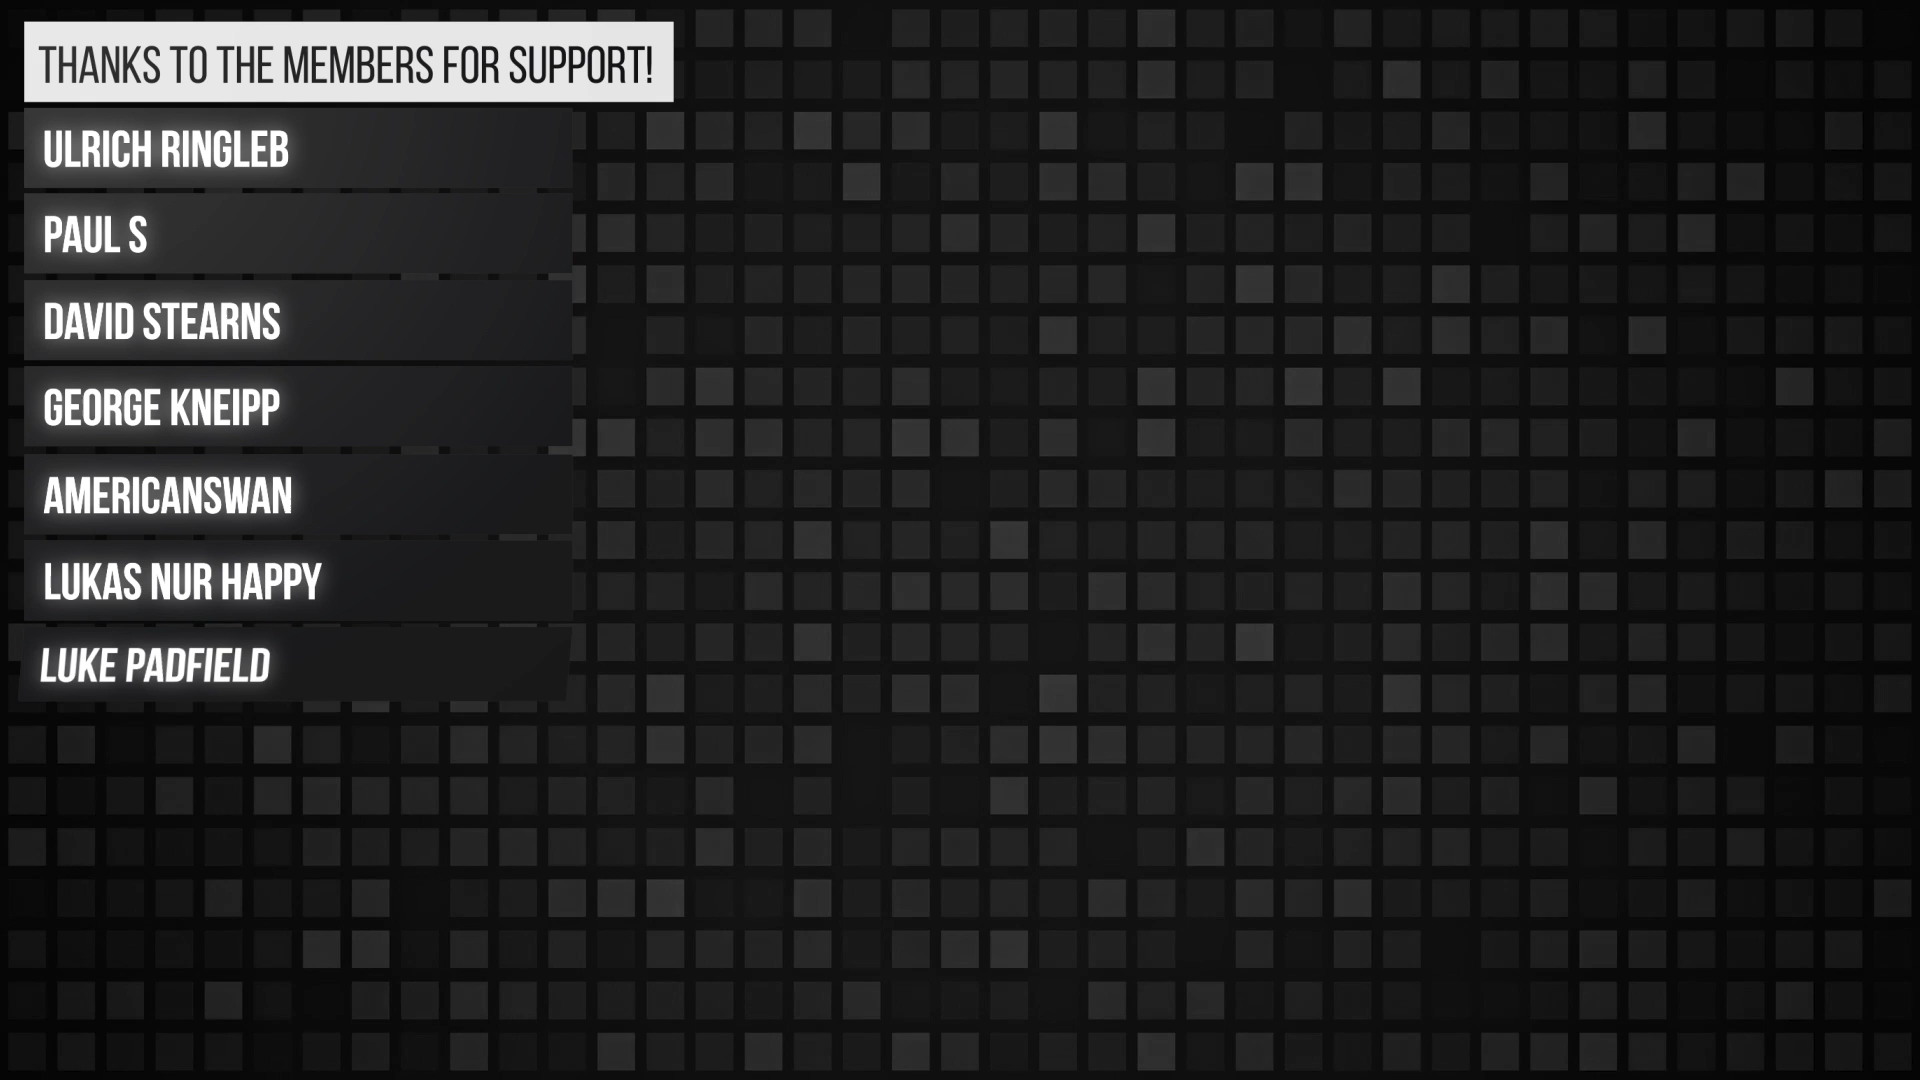 THANKS TO THE MEMBERS FOR SUPPORT!
ULRICH RINGLEB
PAUL S
DAVID STEARNS
GEORGE KNEIPP
AMERICANSWAN
LUKAS NUR HAPPY
LUKE PADFIELD